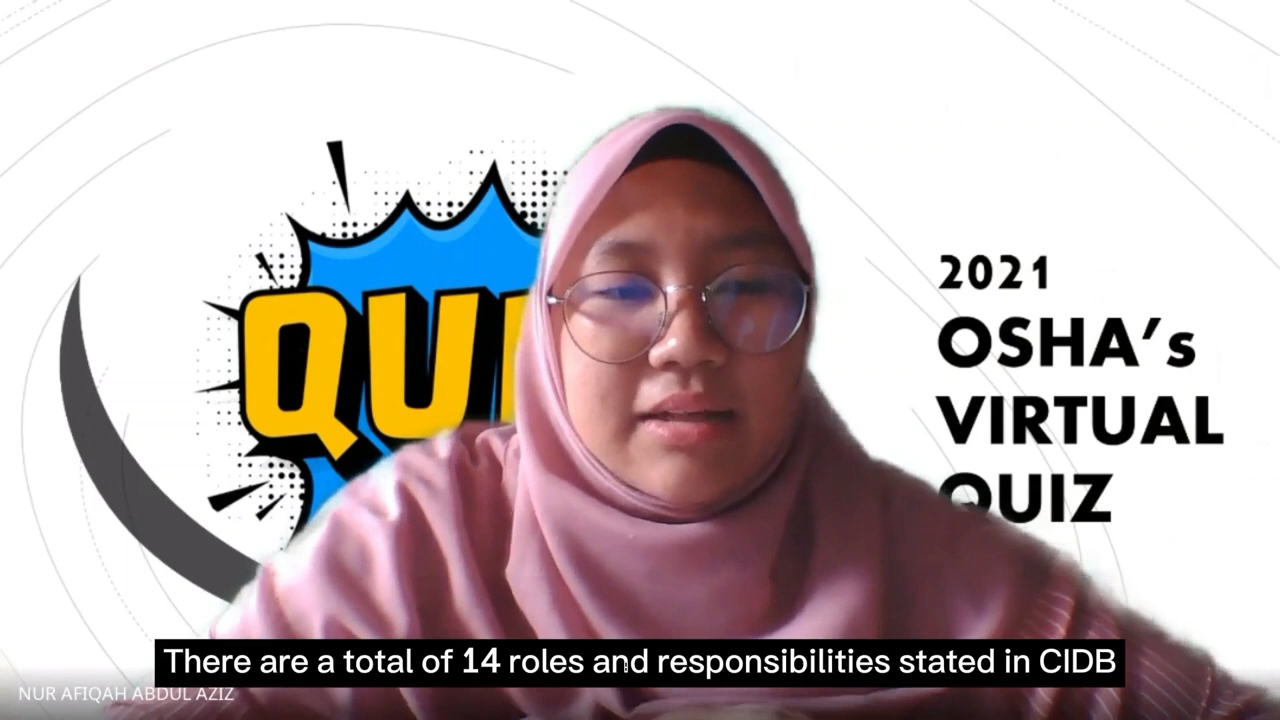 QU
2021
OSHA's
VIRTUAL
QUIZ
There are a total of 14 roles and responsibilities stated in CIDB
NUR AFIQAH ABDUL AZIZ